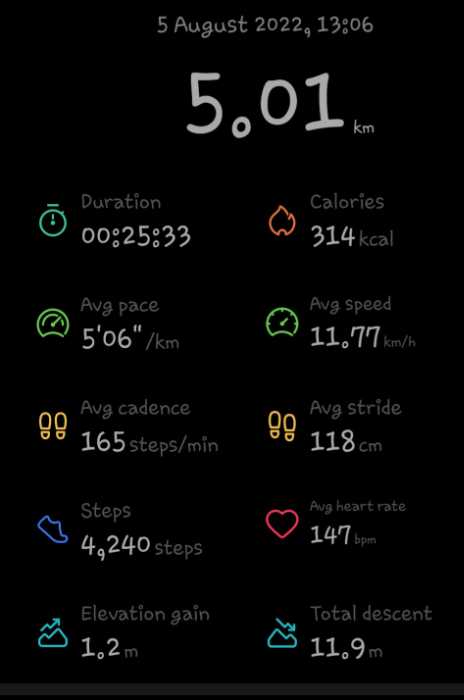 5 August 2022, 13:06
5.01 km
Duration
00:25:33
Calories
314 kcal
Avg pace
5'06" /km
Avg speed
11.77 km/h
Avg cadence
165 steps/min
Avg stride
118 cm
Steps
4,240 steps
Avg heart rate
147 bpm
Elevation gain
1.2 m
Total descent
11.9 m